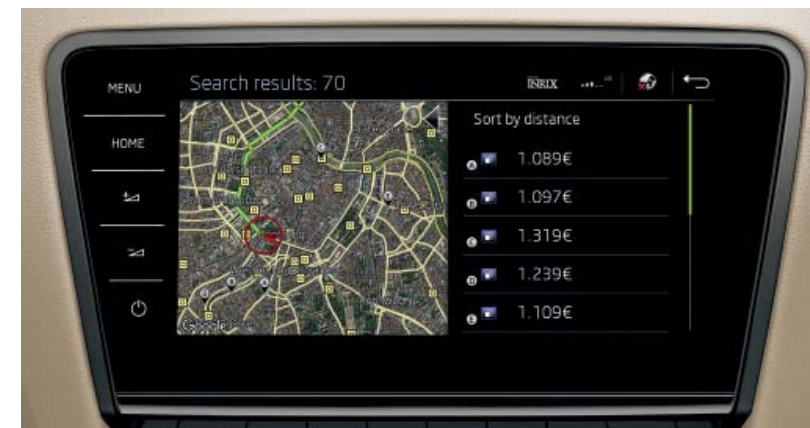 MENU
HOME
Search results: 70
INRIX
Sort by distance
A 1.089€
B 1.097€
C 1.319€
D 1.239€
E 1.109€
Google